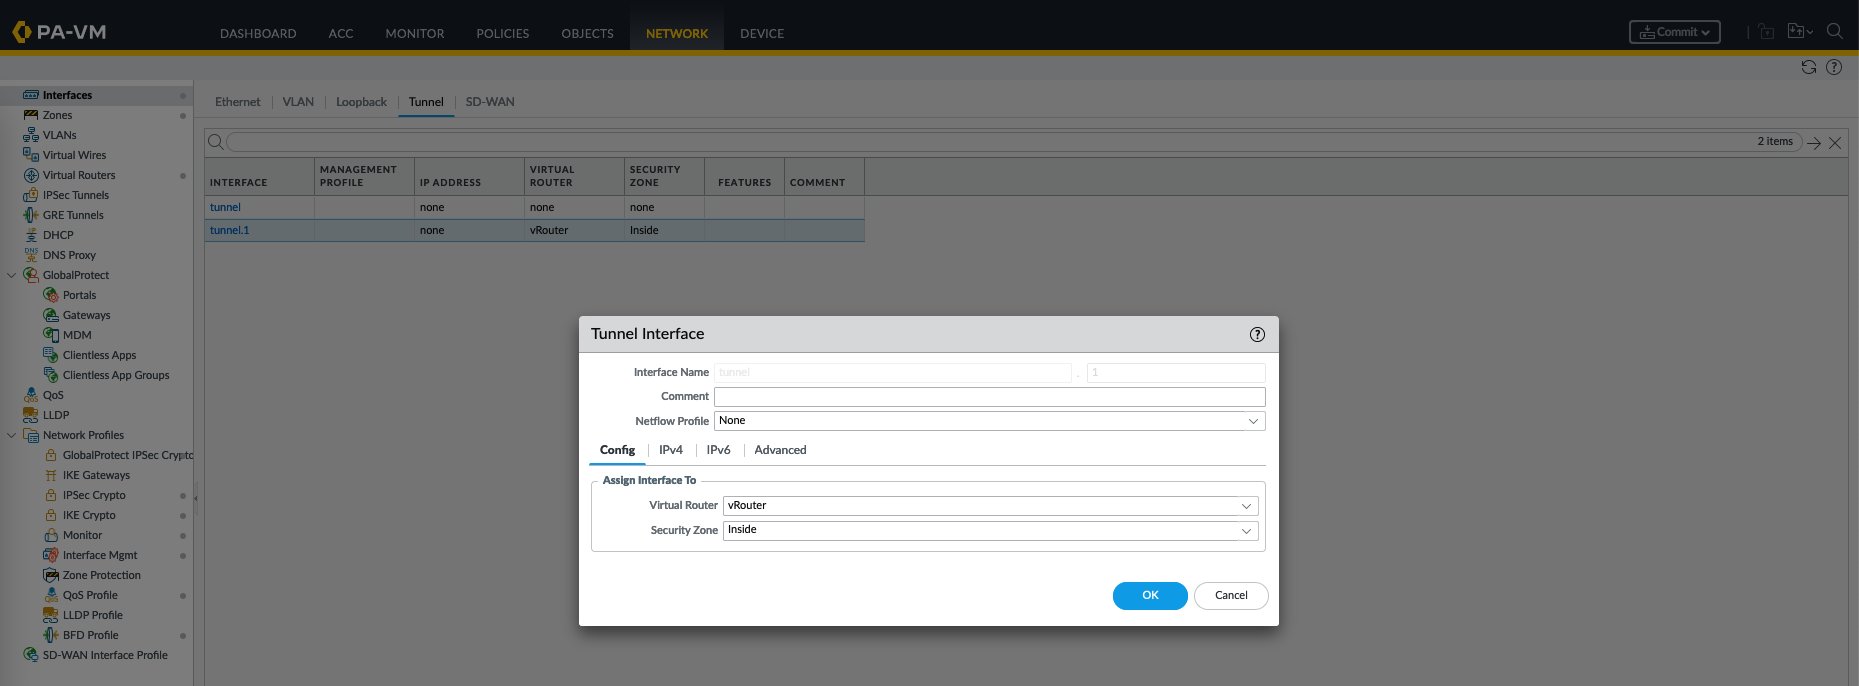 PA-VM
DASHBOARD ACC MONITOR POLICIES OBJECTS NETWORK DEVICE Commit
Interfaces
Zones
VLANs
Virtual Wires
Virtual Routers
IPSec Tunnels
GRE Tunnels
DHCP
DNS Proxy
GlobalProtect
Portals
Gateways
MDM
Clientless Apps
Clientless App Groups
QoS
LLDP
Network Profiles
GlobalProtect IPSec Crypto
IKE Gateways
IPSec Crypto
IKE Crypto
Monitor
Interface Mgmt
Zone Protection
QoS Profile
LLDP Profile
BFD Profile
SD-WAN Interface Profile
Ethernet VLAN Loopback Tunnel SD-WAN
2 items
INTERFACE MANAGEMENT PROFILE IP ADDRESS VIRTUAL ROUTER SECURITY ZONE FEATURES COMMENT
tunnel none none none
tunnel.1 none vRouter Inside
Tunnel Interface
Interface Name tunnel . 1
Comment
Netflow Profile None
Config IPv4 IPv6 Advanced
Assign Interface To
Virtual Router vRouter
Security Zone Inside
OK Cancel